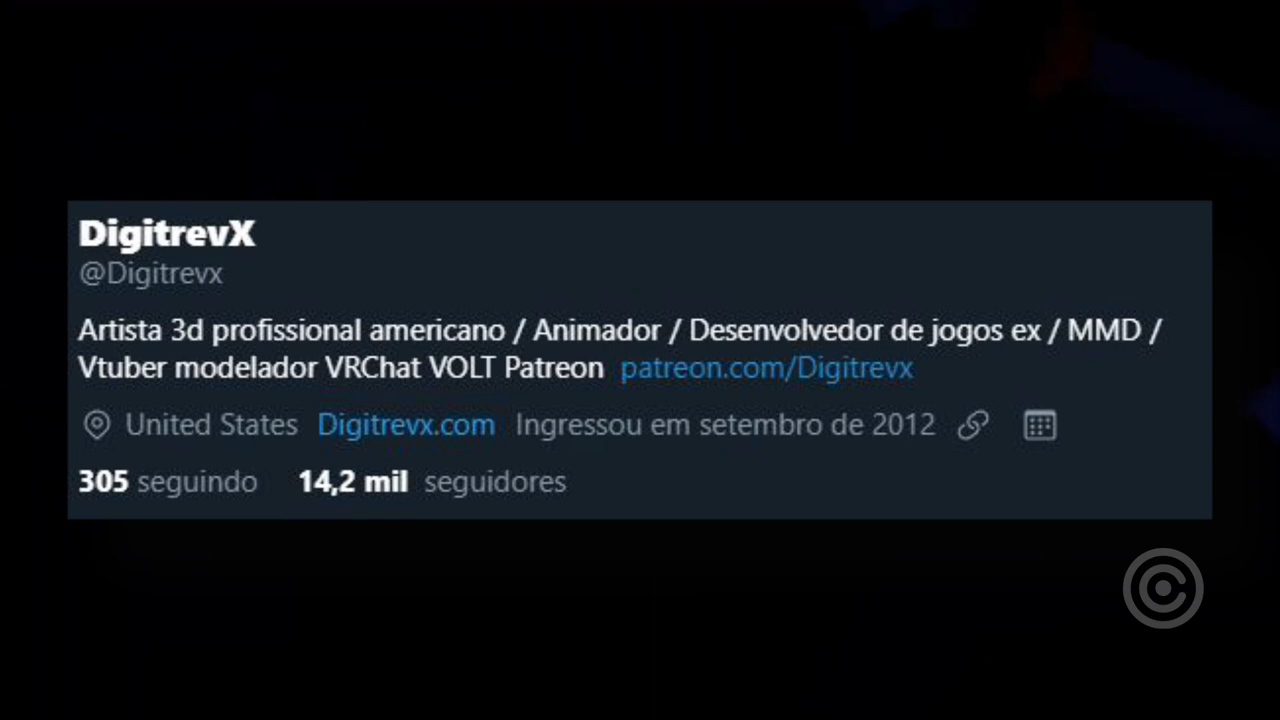 DigitrevX
@Digitrevx
Artista 3d profissional americano / Animador / Desenvolvedor de jogos ex / MMD /
Vtuber modelador VRChat VOLT Patreon patreon.com/Digitrevx
United States Digitrevx.com Ingressou em setembro de 2012
305 seguindo 14,2 mil seguidores